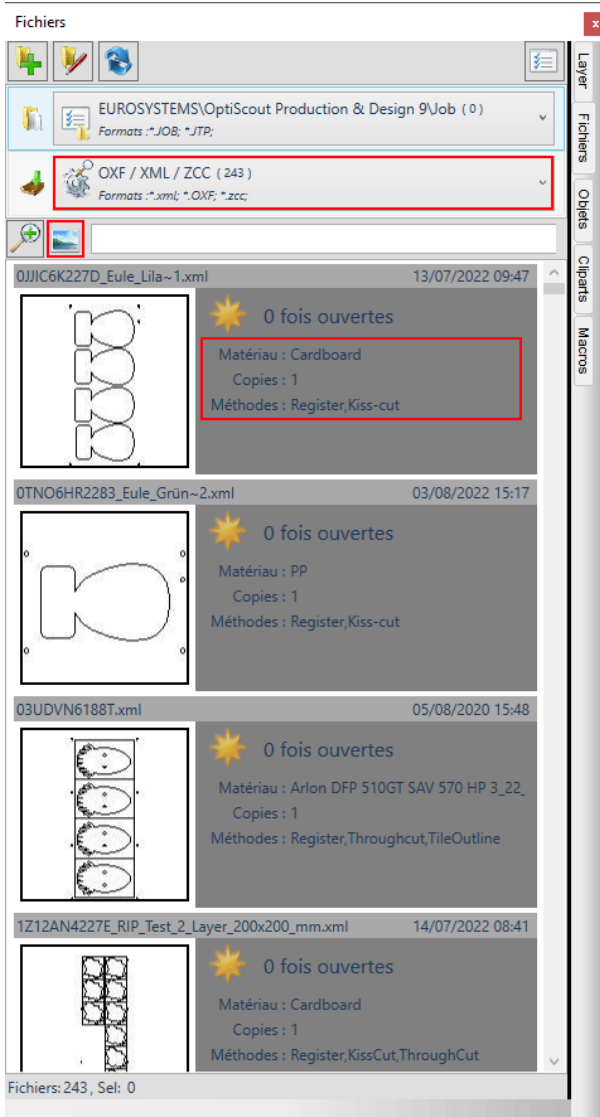 Fichiers
x
EUROSYSTEMS\OptiScout Production & Design 9\Job ( 0 )
Formats :*.JOB; *.JTP;
OXF / XML / ZCC ( 243 )
Formats :*.xml; *.OXF; *.zcc;
Layer
Fichiers
Objets
Cliparts
Macros
0JJIC6K227D_Eule_Lila~1.xml 13/07/2022 09:47
0 fois ouvertes
Matériau : Cardboard
Copies : 1
Méthodes : Register,Kiss-cut
0TNO6HR2283_Eule_Grün~2.xml 03/08/2022 15:17
0 fois ouvertes
Matériau : PP
Copies : 1
Méthodes : Register,Kiss-cut
03UDVN6188T.xml 05/08/2020 15:48
0 fois ouvertes
Matériau : Arlon DFP 510GT SAV 570 HP 3_22_
Copies : 1
Méthodes : Register,Throughcut,TileOutline
1Z12AN4227E_RIP_Test_2_Layer_200x200_mm.xml 14/07/2022 08:41
0 fois ouvertes
Matériau : Cardboard
Copies : 1
Méthodes : Register,KissCut,ThroughCut
Fichiers: 243 , Sel: 0